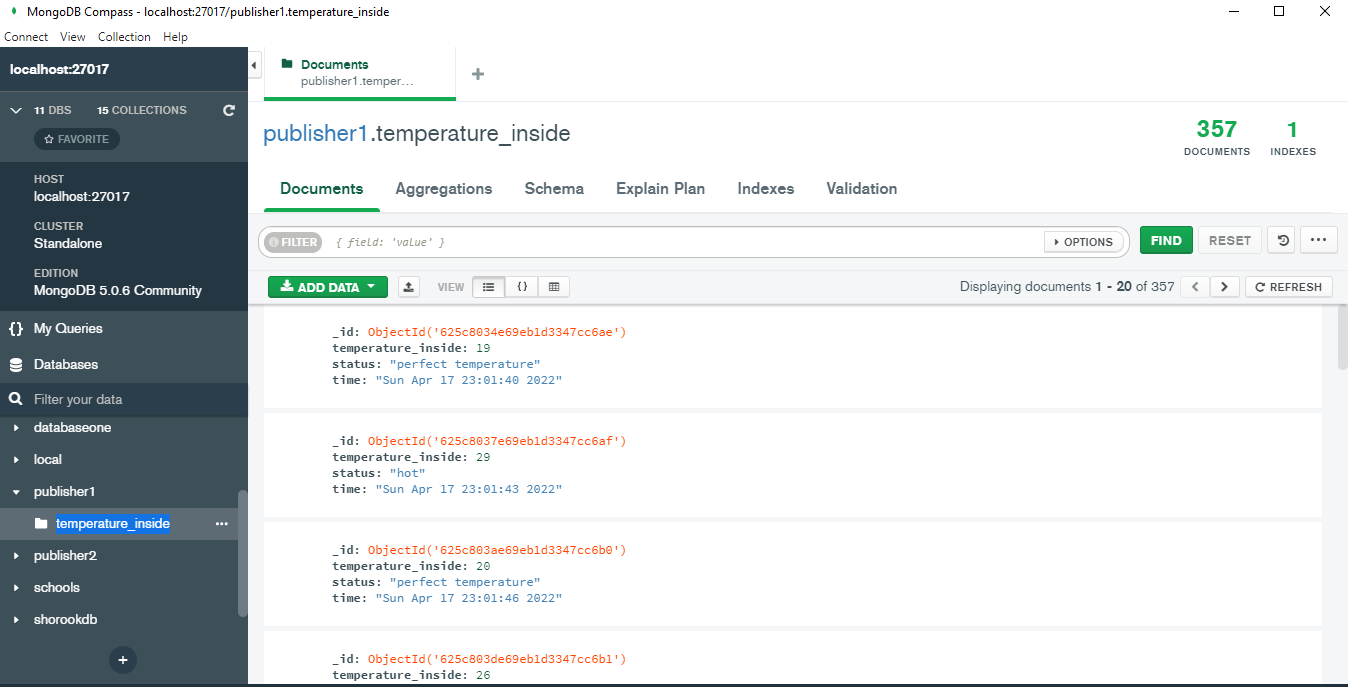 MongoDB Compass - localhost:27017/publisher1.temperature_inside
Connect View Collection Help
localhost:27017
11 DBS 15 COLLECTIONS
FAVORITE
HOST
localhost:27017
CLUSTER
Standalone
EDITION
MongoDB 5.0.6 Community
{} My Queries
Databases
Filter your data
databaseone
local
publisher1
temperature_inside ...
publisher2
schools
shorookdb
+
Documents
publisher1.temper...
+
publisher1.temperature_inside
357
DOCUMENTS
1
INDEXES
Documents Aggregations Schema Explain Plan Indexes Validation
FILTER { field: 'value' } OPTIONS FIND RESET ...
ADD DATA VIEW {} Displaying documents 1 - 20 of 357 < > REFRESH
_id: ObjectId('625c8034e69eb1d3347cc6ae')
temperature_inside: 19
status: "perfect temperature"
time: "Sun Apr 17 23:01:40 2022"
_id: ObjectId('625c8037e69eb1d3347cc6af')
temperature_inside: 29
status: "hot"
time: "Sun Apr 17 23:01:43 2022"
_id: ObjectId('625c803ae69eb1d3347cc6b0')
temperature_inside: 20
status: "perfect temperature"
time: "Sun Apr 17 23:01:46 2022"
_id: ObjectId('625c803de69eb1d3347cc6b1')
temperature_inside: 26